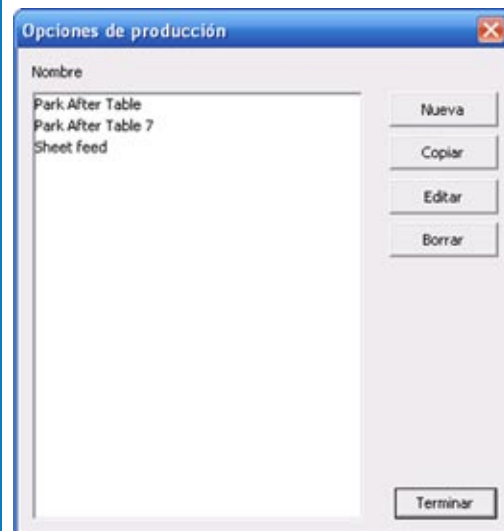 Opciones de producción
Nombre
Park After Table
Park After Table 7
Sheet feed
Nueva
Copiar
Editar
Borrar
Terminar